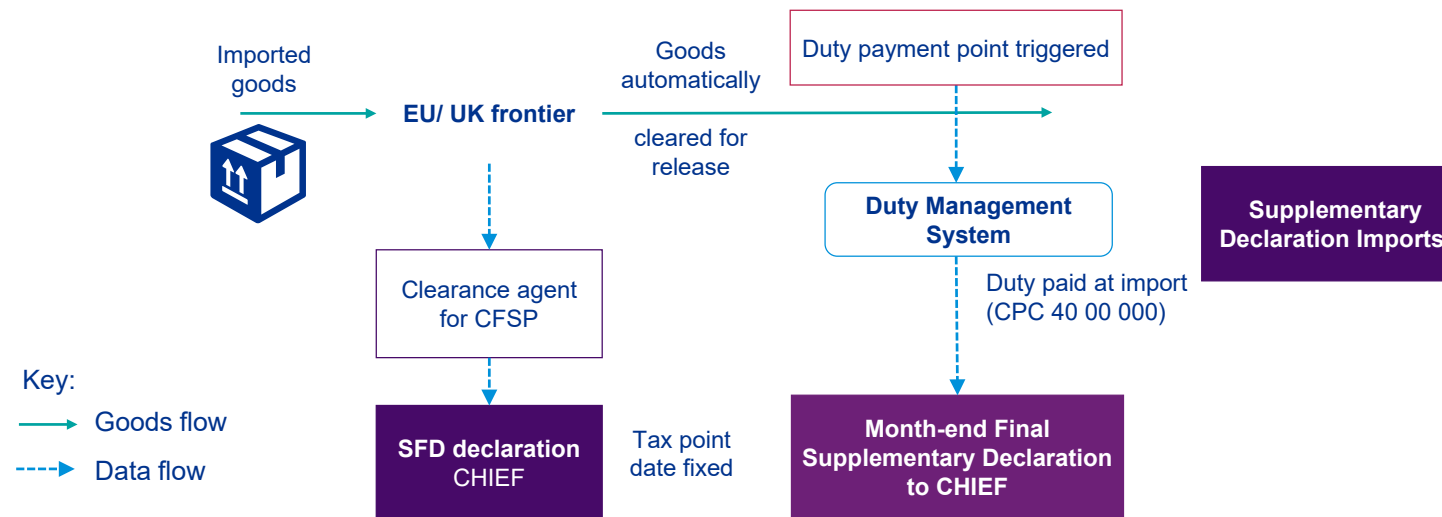 Imported
goods
EU/ UK frontier
Goods
automatically
cleared for
release
Duty payment point triggered
Duty Management
System
Supplementary
Declaration Imports
Clearance agent
for CFSP
Duty paid at import
(CPC 40 00 000)
Key:
Goods flow
Data flow
SFD declaration
CHIEF
Tax point
date fixed
Month-end Final
Supplementary Declaration
to CHIEF